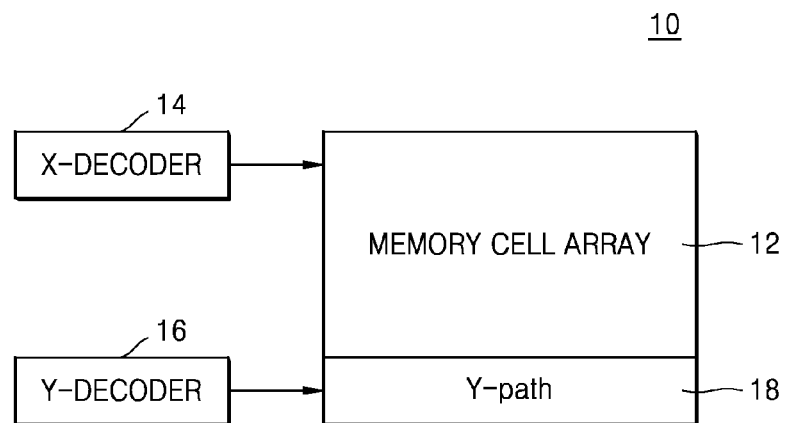 10
14
X-DECODER
MEMORY CELL ARRAY
12
16
Y-DECODER
Y-path
18